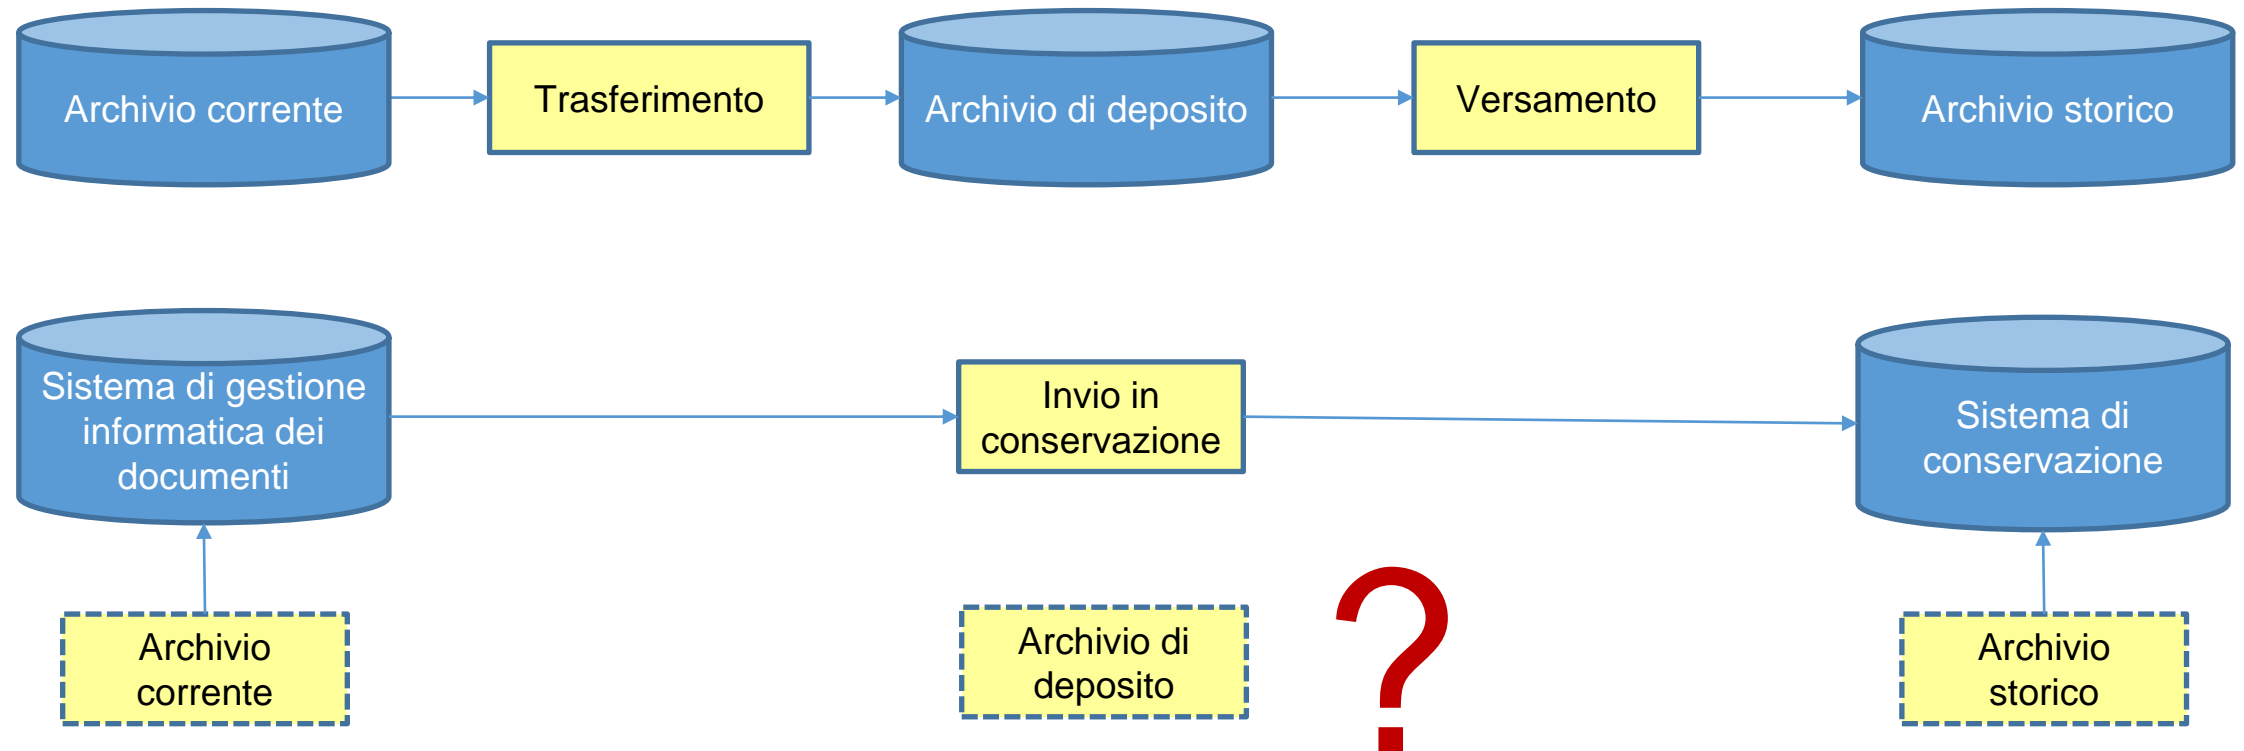 Archivio corrente
Trasferimento
Archivio di deposito
Versamento
Archivio storico
Sistema di gestione
informatica dei
documenti
Invio in
conservazione
Sistema di
conservazione
Archivio
corrente
Archivio di
deposito
?
Archivio
storico